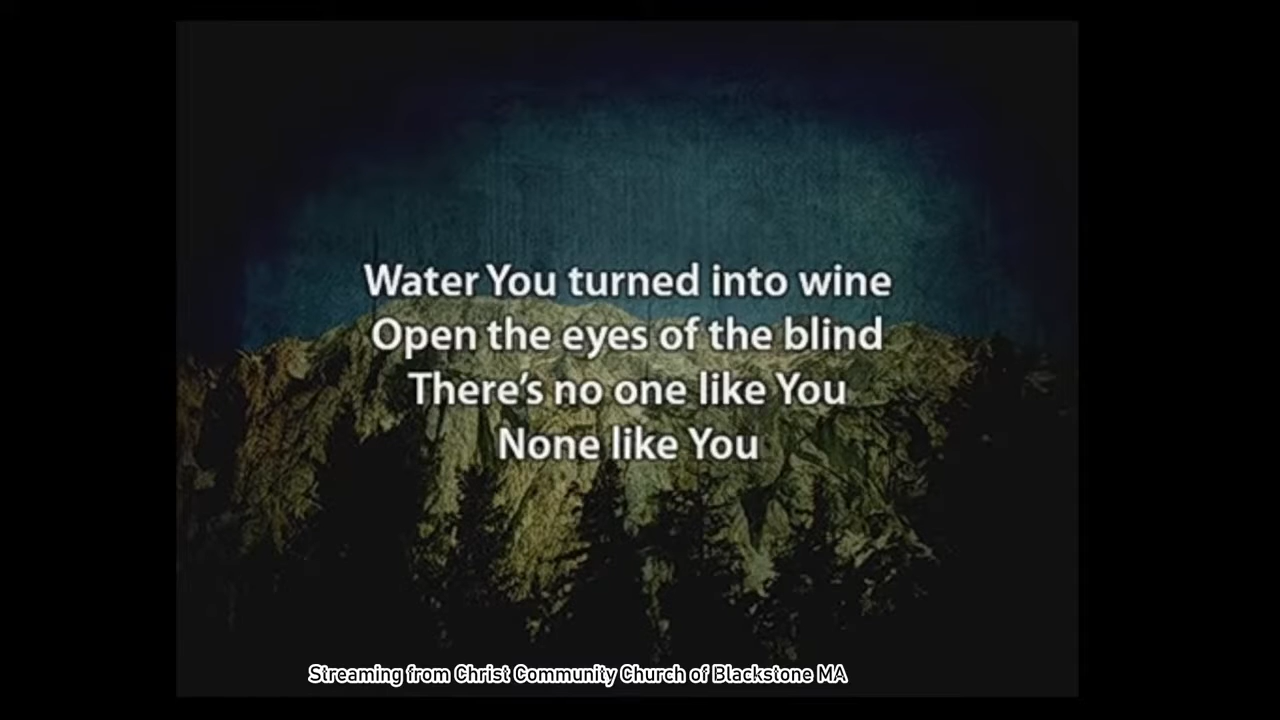 Water You turned into wine
Open the eyes of the blind
There's no one like You
None like You
Streaming from Christ Community Church of Blackstone MA